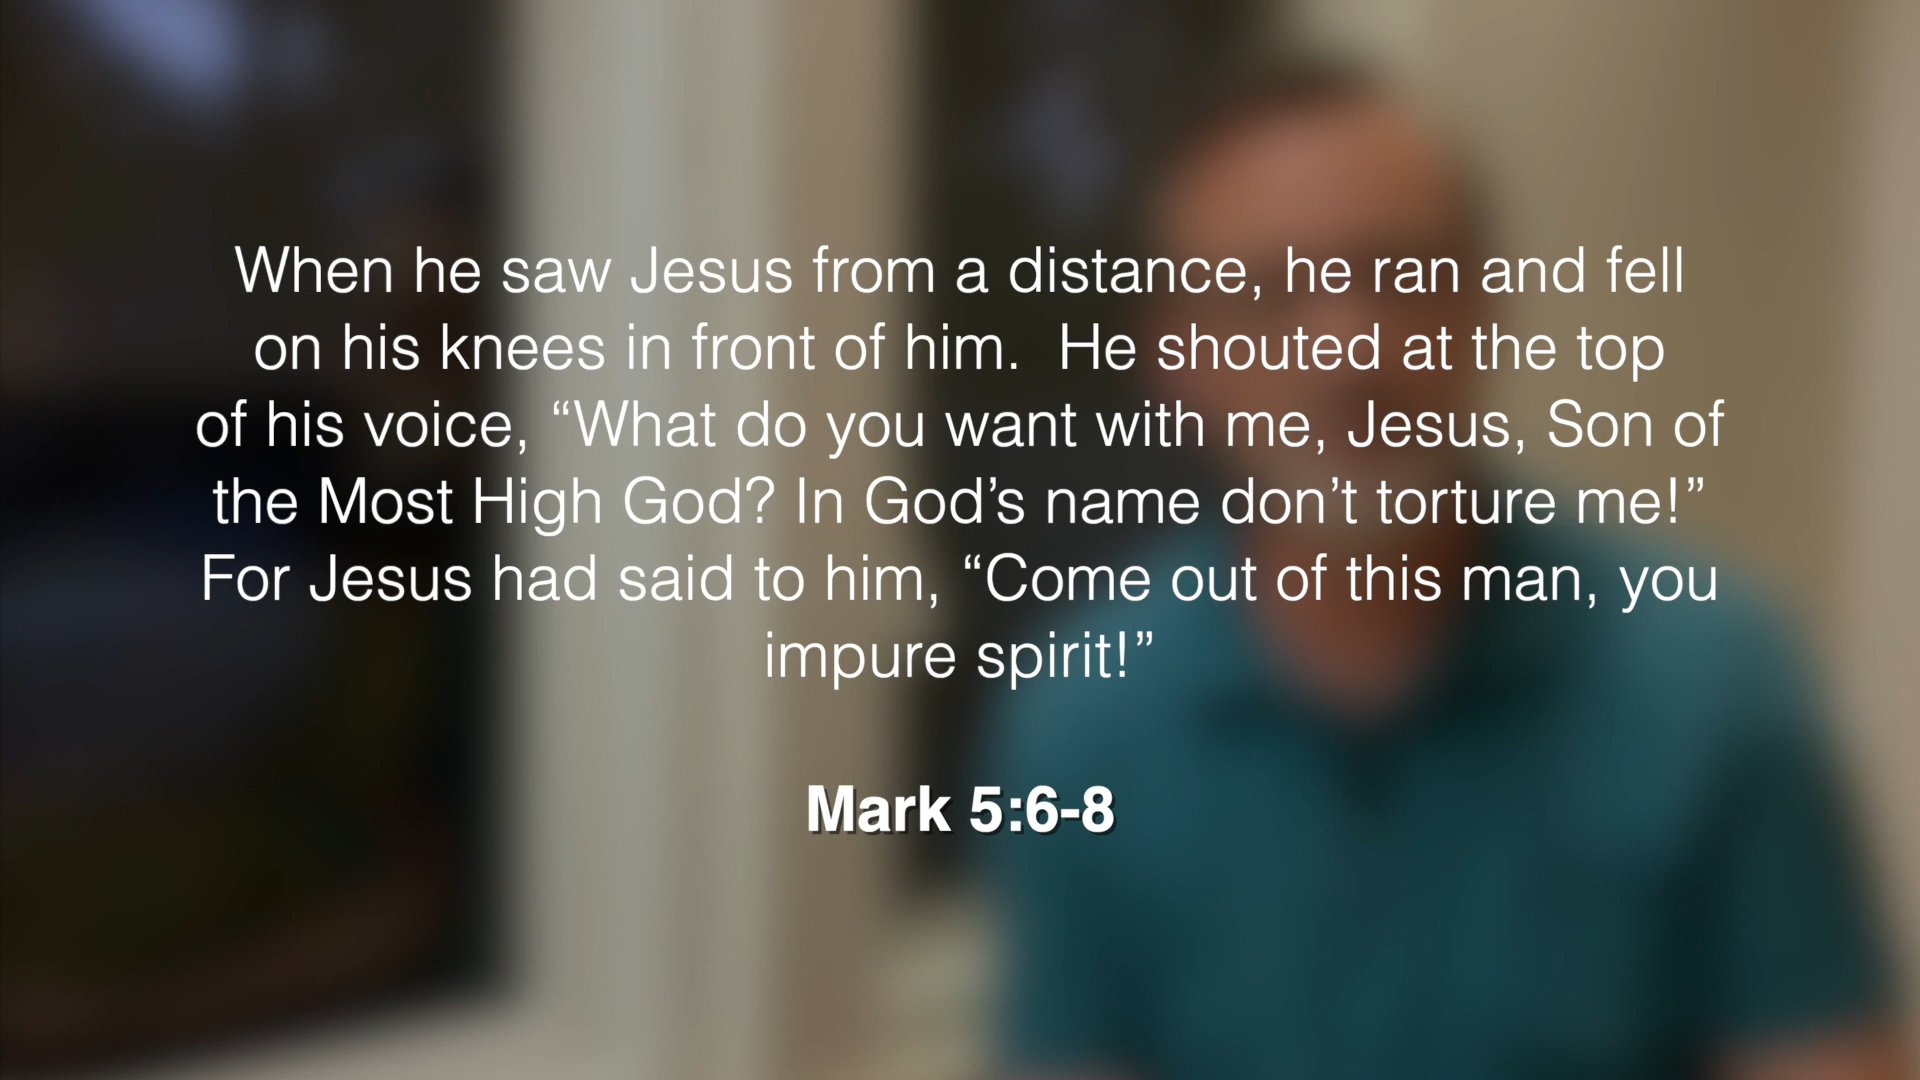 When he saw Jesus from a distance, he ran and fell
on his knees in front of him.  He shouted at the top
of his voice, “What do you want with me, Jesus, Son of
the Most High God? In God’s name don’t torture me!”
For Jesus had said to him, “Come out of this man, you
impure spirit!”
Mark 5:6-8